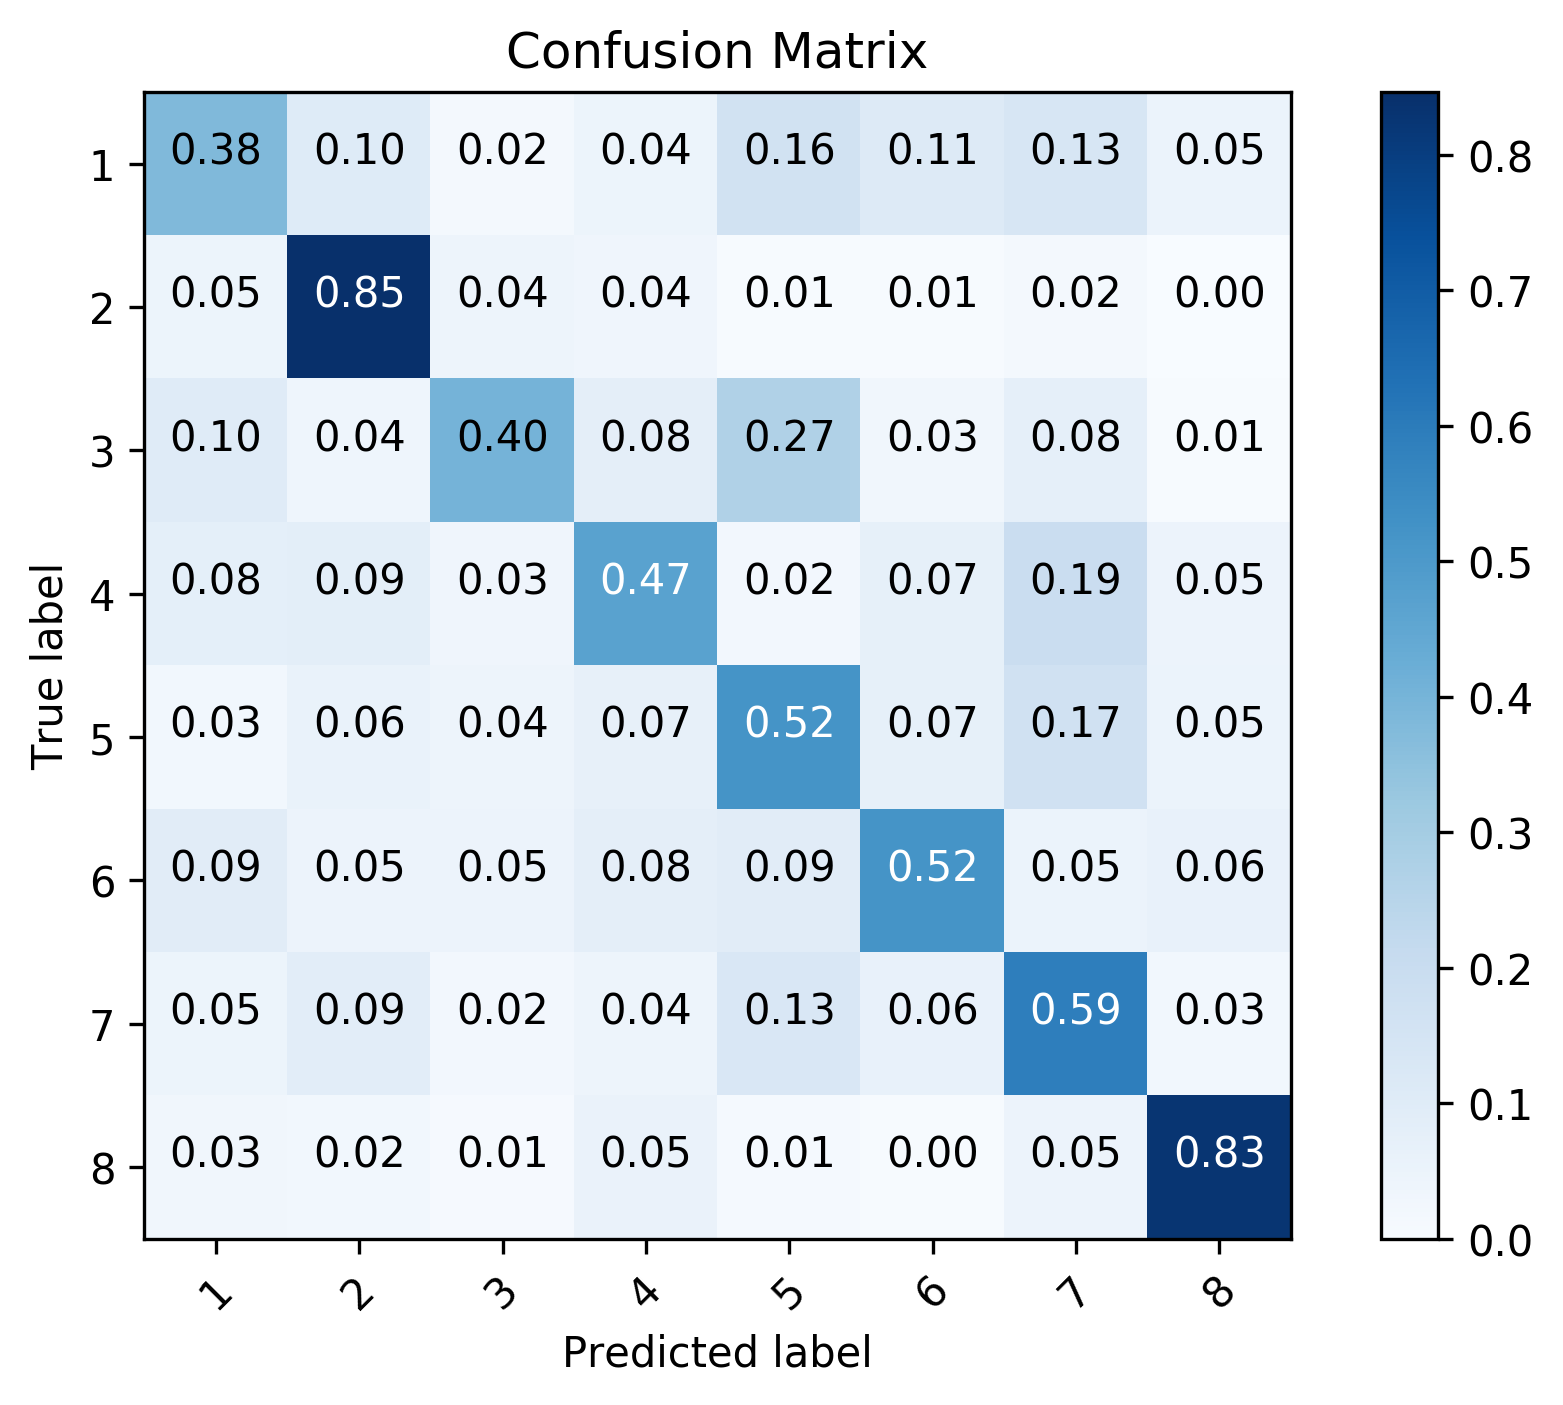 Confusion Matrix
1 0.38 0.10 0.02 0.04 0.16 0.11 0.13 0.05
2 0.05 0.85 0.04 0.04 0.01 0.01 0.02 0.00
3 0.10 0.04 0.40 0.08 0.27 0.03 0.08 0.01
4 0.08 0.09 0.03 0.47 0.02 0.07 0.19 0.05
5 0.03 0.06 0.04 0.07 0.52 0.07 0.17 0.05
6 0.09 0.05 0.05 0.08 0.09 0.52 0.05 0.06
7 0.05 0.09 0.02 0.04 0.13 0.06 0.59 0.03
8 0.03 0.02 0.01 0.05 0.01 0.00 0.05 0.83
1 2 3 4 5 6 7 8
Predicted label
True label
0.8
0.7
0.6
0.5
0.4
0.3
0.2
0.1
0.0